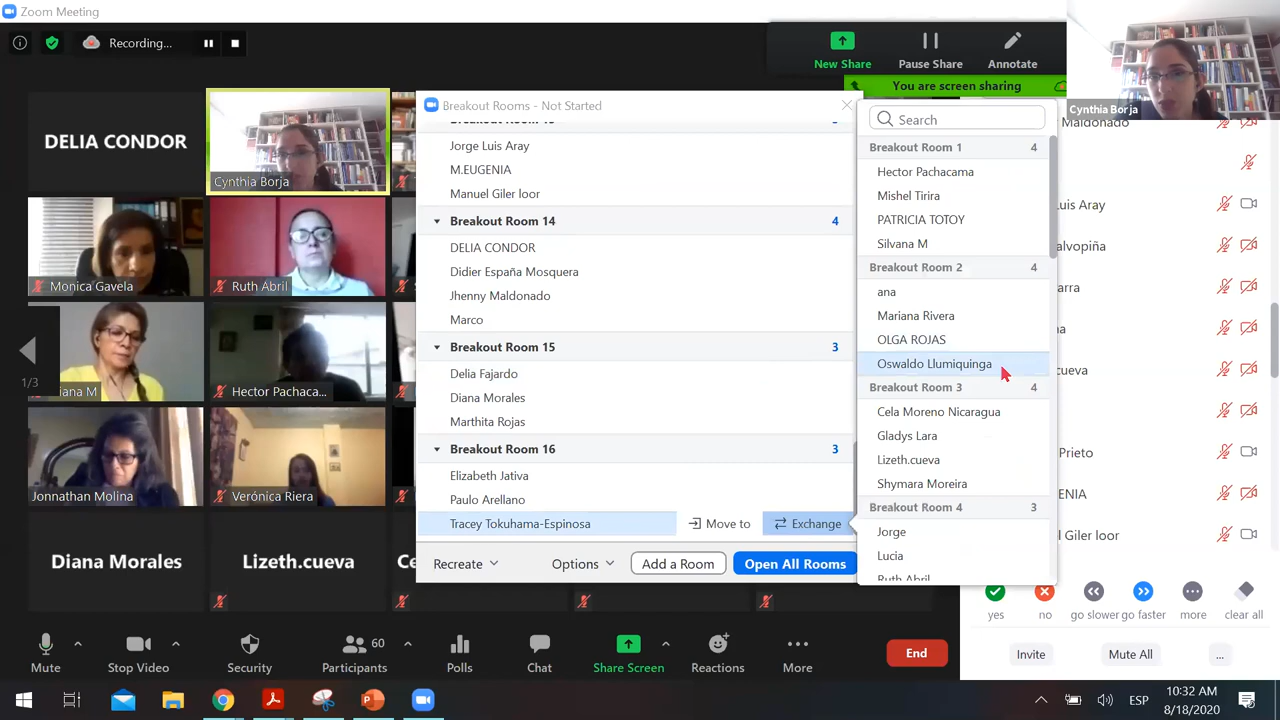 Zoom Meeting
Recording...
New Share
Pause Share
Annotate
You are screen sharing
Cynthia Borja
DELIA CONDOR
Cynthia Borja
Monica Gavela
Ruth Abril
1/3
Hector Pachaca...
Jonnathan Molina
Verónica Riera
Diana Morales
Lizeth.cueva
Breakout Rooms - Not Started
Jorge Luis Aray
M.EUGENIA
Manuel Giler loor
Breakout Room 14 4
DELIA CONDOR
Didier España Mosquera
Jhenny Maldonado
Marco
Breakout Room 15 3
Delia Fajardo
Diana Morales
Marthita Rojas
Breakout Room 16 3
Elizabeth Jativa
Paulo Arellano
Tracey Tokuhama-Espinosa Move to Exchange
Recreate Options Add a Room Open All Rooms
Search
Breakout Room 1 4
Hector Pachacama
Mishel Tirira
PATRICIA TOTOY
Silvana M
Breakout Room 2 4
ana
Mariana Rivera
OLGA ROJAS
Oswaldo Llumiquinga
Breakout Room 3 4
Cela Moreno Nicaragua
Gladys Lara
Lizeth.cueva
Shymara Moreira
Breakout Room 4 3
Jorge
Lucia
Ruth Abril
Maldonado
uis Aray
alvopiña
arra
na
cueva
Prieto
ENIA
l Giler loor
yes no go slower go faster more clear all
Invite Mute All ...
Mute Stop Video Security Participants 60 Polls Chat Share Screen Reactions More End
ESP
10:32 AM
8/18/2020